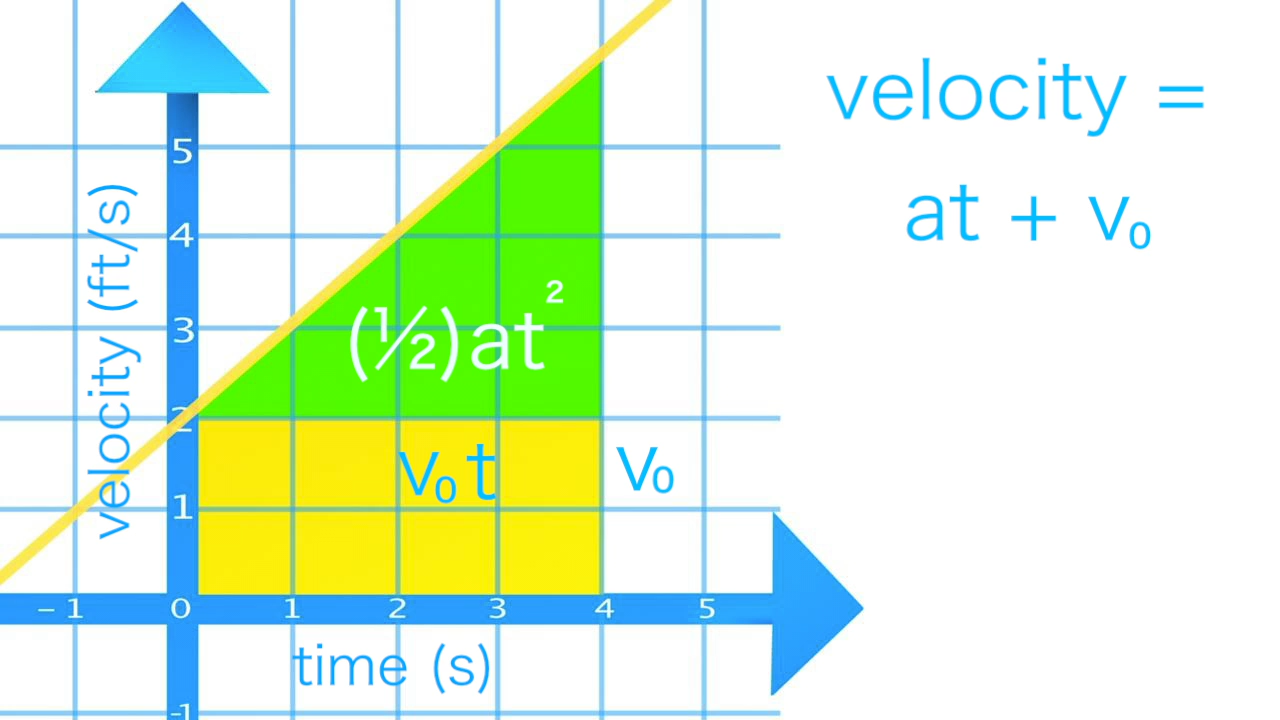 velocity =
at + v₀
velocity (ft/s)
5
4
3
2
1
(½)at²
v₀t
v₀
–1 0 1 2 3 4 5
time (s)
-1